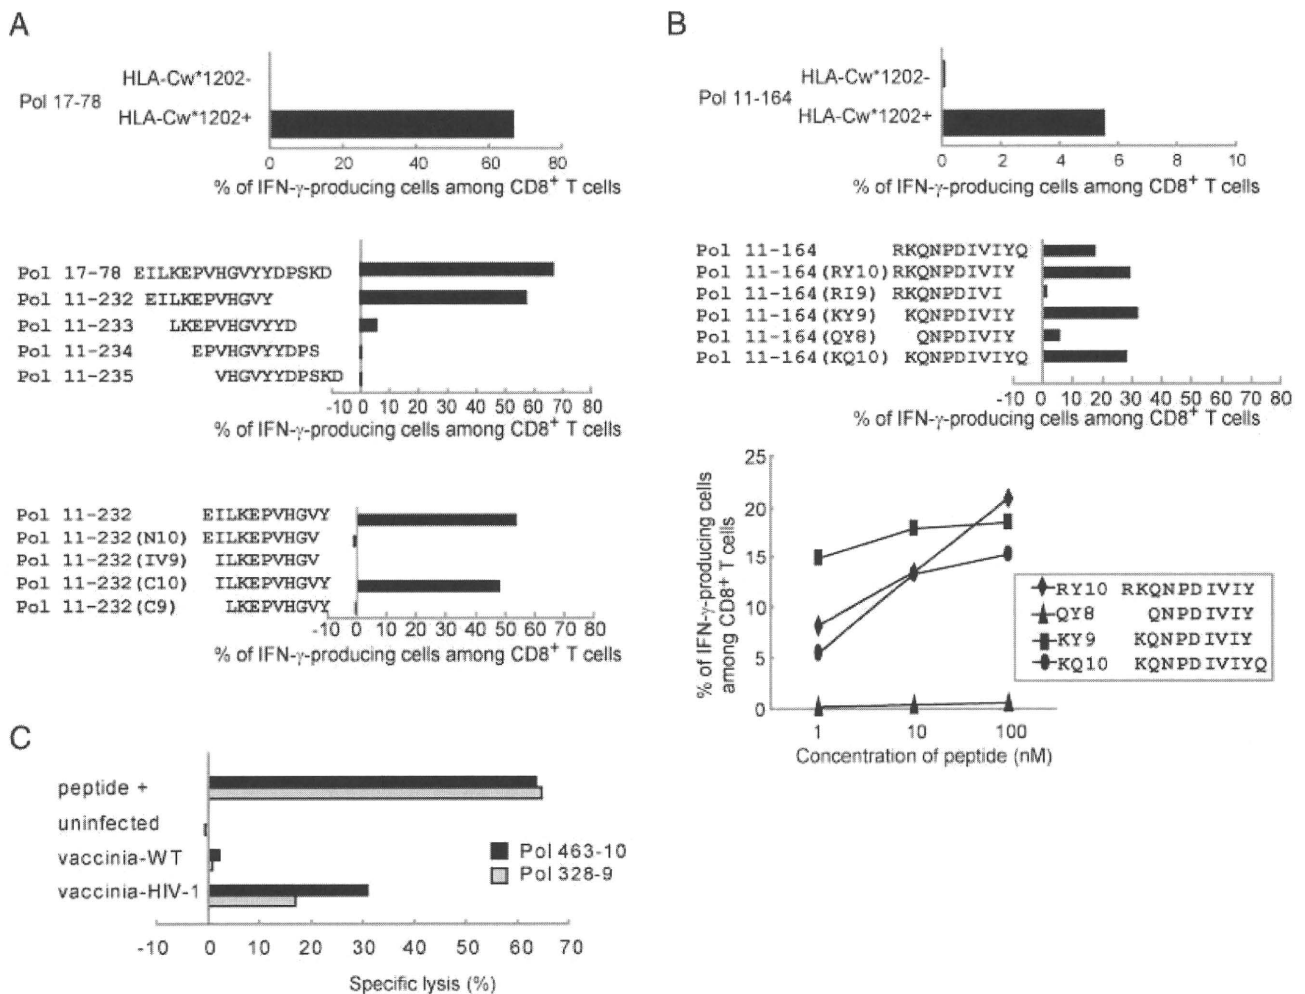 A
Pol 17-78
HLA-Cw*1202-
HLA-Cw*1202+
0 20 40 60 80
% of IFN-γ-producing cells among CD8+ T cells
Pol 17-78 EILKEPVHGVYYDPSKD
Pol 11-232 EILKEPVHGVY
Pol 11-233 LKEPVHGVYYD
Pol 11-234 EPVHGVYYDPS
Pol 11-235 VHGVYYDPSKD
-10 0 10 20 30 40 50 60 70 80
% of IFN-γ-producing cells among CD8+ T cells
Pol 11-232 EILKEPVHGVY
Pol 11-232(N10) EILKEPVHGV
Pol 11-232(IV9) ILKEPVHGV
Pol 11-232(C10) ILKEPVHGVY
Pol 11-232(C9) LKEPVHGVY
-10 0 10 20 30 40 50 60 70 80
% of IFN-γ-producing cells among CD8+ T cells
B
Pol 11-164
HLA-Cw*1202-
HLA-Cw*1202+
0 2 4 6 8 10
% of IFN-γ-producing cells among CD8+ T cells
Pol 11-164 RKQNPDIVIYQ
Pol 11-164(RY10) RKQNPDIVIY
Pol 11-164(RI9) RKQNPDIVI
Pol 11-164(KY9) KQNPDIVIY
Pol 11-164(QY8) QNPDIVIY
Pol 11-164(KQ10) KQNPDIVIYQ
-10 0 10 20 30 40 50 60 70 80
% of IFN-γ-producing cells among CD8+ T cells
% of IFN-γ-producing cells
among CD8+ T cells
25
20
15
10
5
0
1 10 100
Concentration of peptide (nM)
RY10 RKQNPDIVIY
QY8 QNPDIVIY
KY9 KQNPDIVIY
KQ10 KQNPDIVIYQ
C
peptide +
uninfected
vaccinia-WT
vaccinia-HIV-1
Pol 463-10
Pol 328-9
-10 0 10 20 30 40 50 60 70
Specific lysis (%)